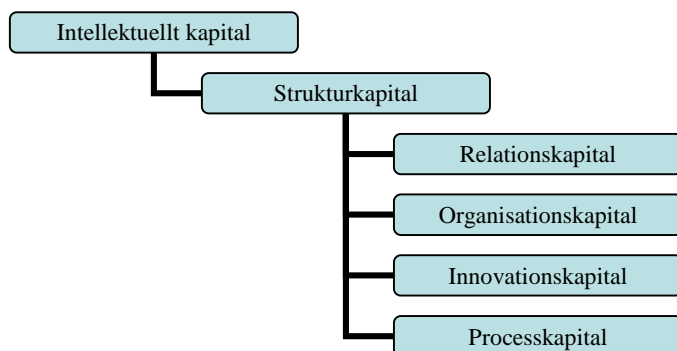 Intellektuellt kapital
Strukturkapital
Relationskapital
Organisationskapital
Innovationskapital
Processkapital